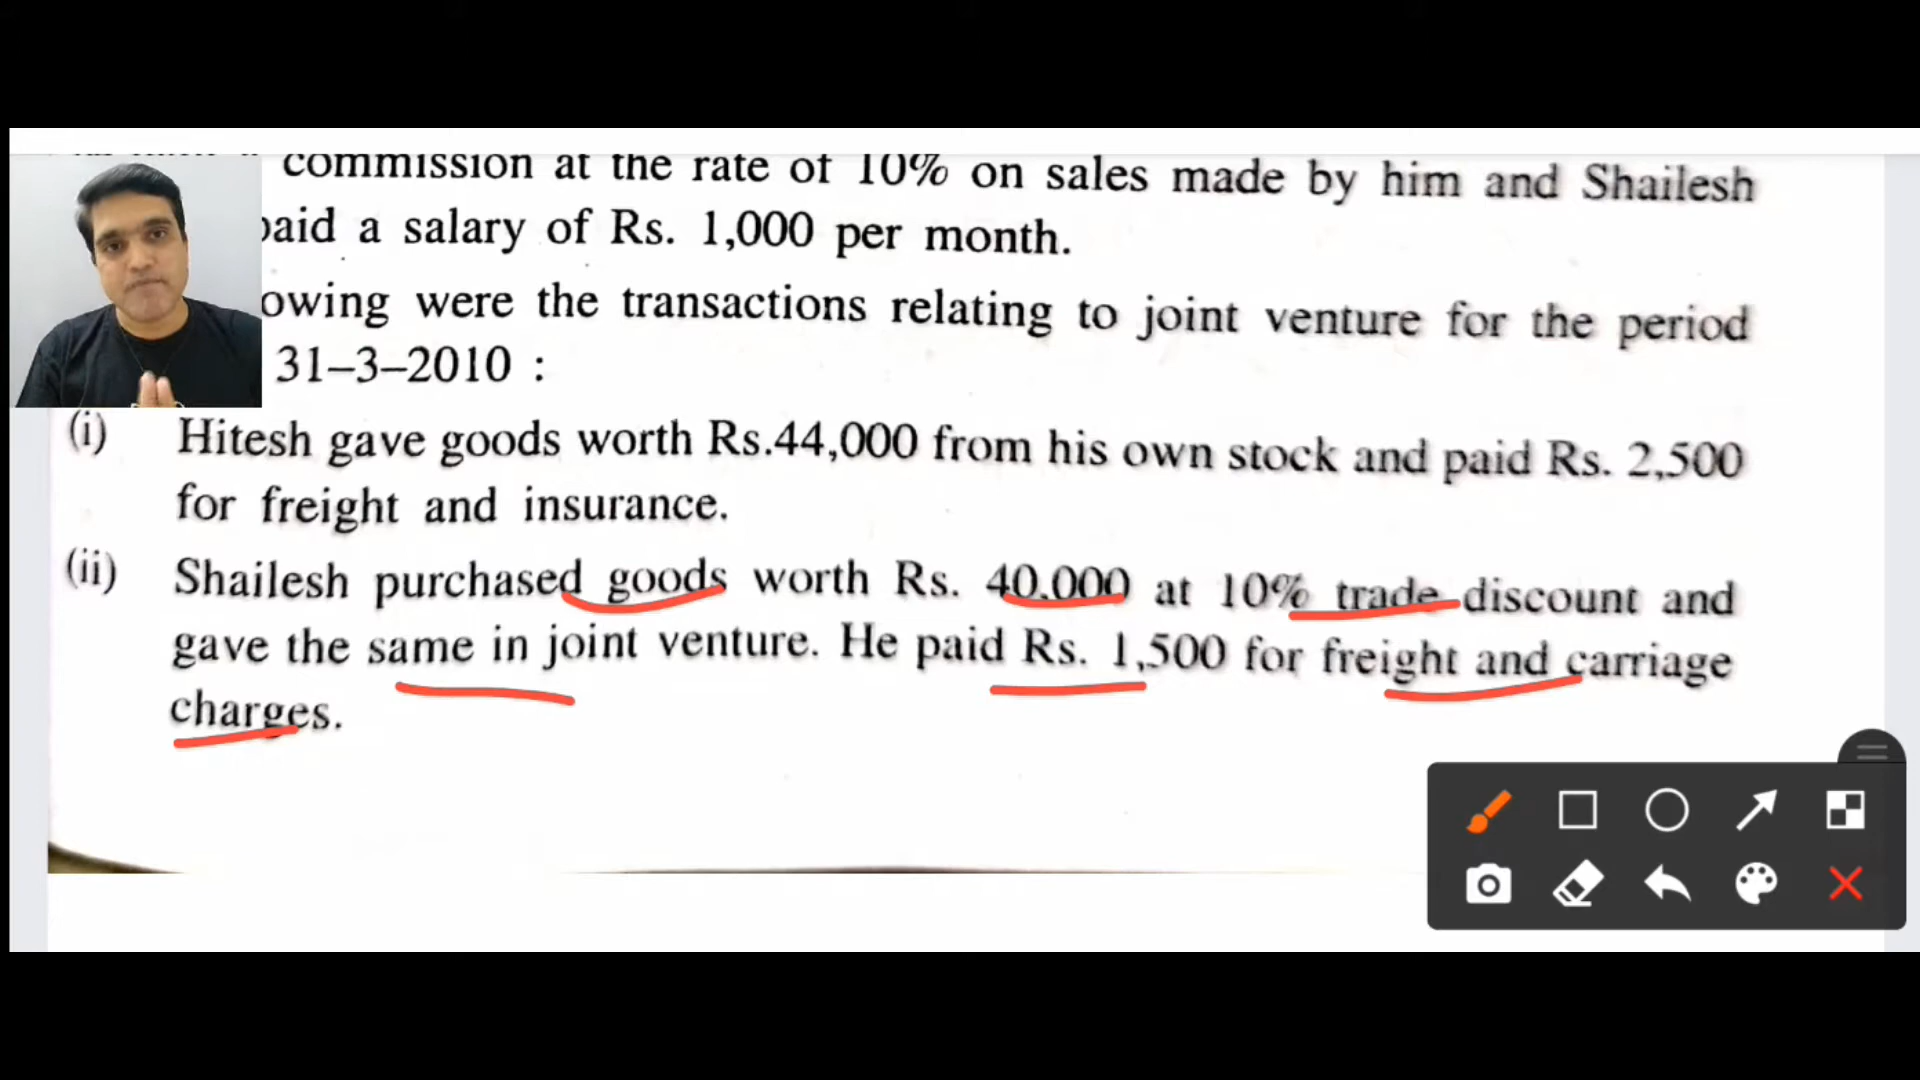 commission at the rate of 10% on sales made by him and Shailesh
paid a salary of Rs. 1,000 per month.
owing were the transactions relating to joint venture for the period
31–3–2010 :
(i) Hitesh gave goods worth Rs.44,000 from his own stock and paid Rs. 2,500
for freight and insurance.
(ii) Shailesh purchased goods worth Rs. 40,000 at 10% trade discount and
gave the same in joint venture. He paid Rs. 1,500 for freight and carriage
charges.